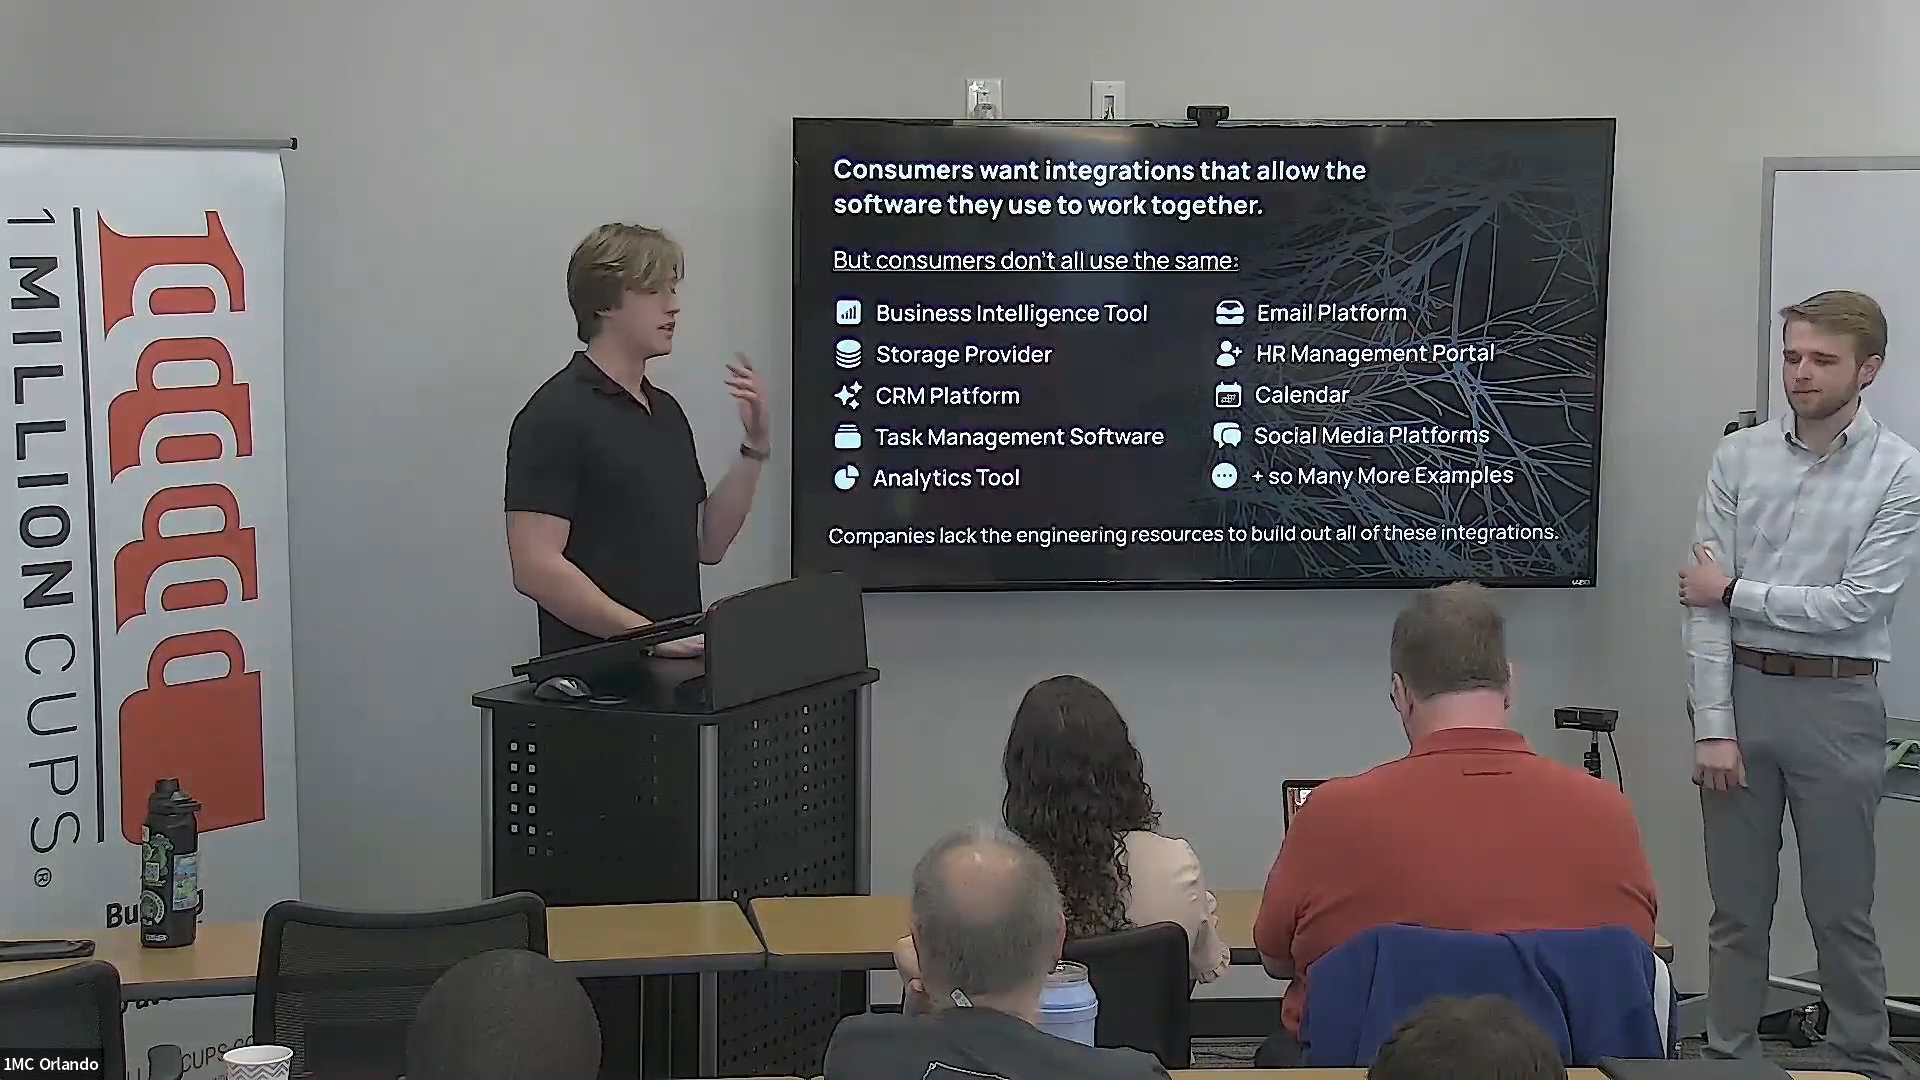 Consumers want integrations that allow the
software they use to work together.
But consumers don't all use the same:
Business Intelligence Tool
Storage Provider
CRM Platform
Task Management Software
Analytics Tool
Email Platform
HR Management Portal
Calendar
Social Media Platforms
+ so Many More Examples
Companies lack the engineering resources to build out all of these integrations.
1 MILLION CUPS®
1MC Orlando